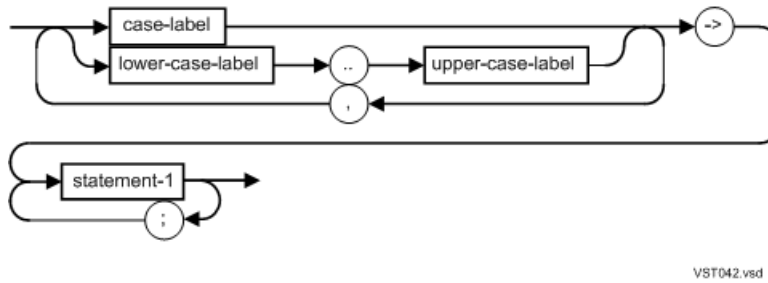 case-label ->
lower-case-label .. upper-case-label
,
statement-1
;
VST042.vsd